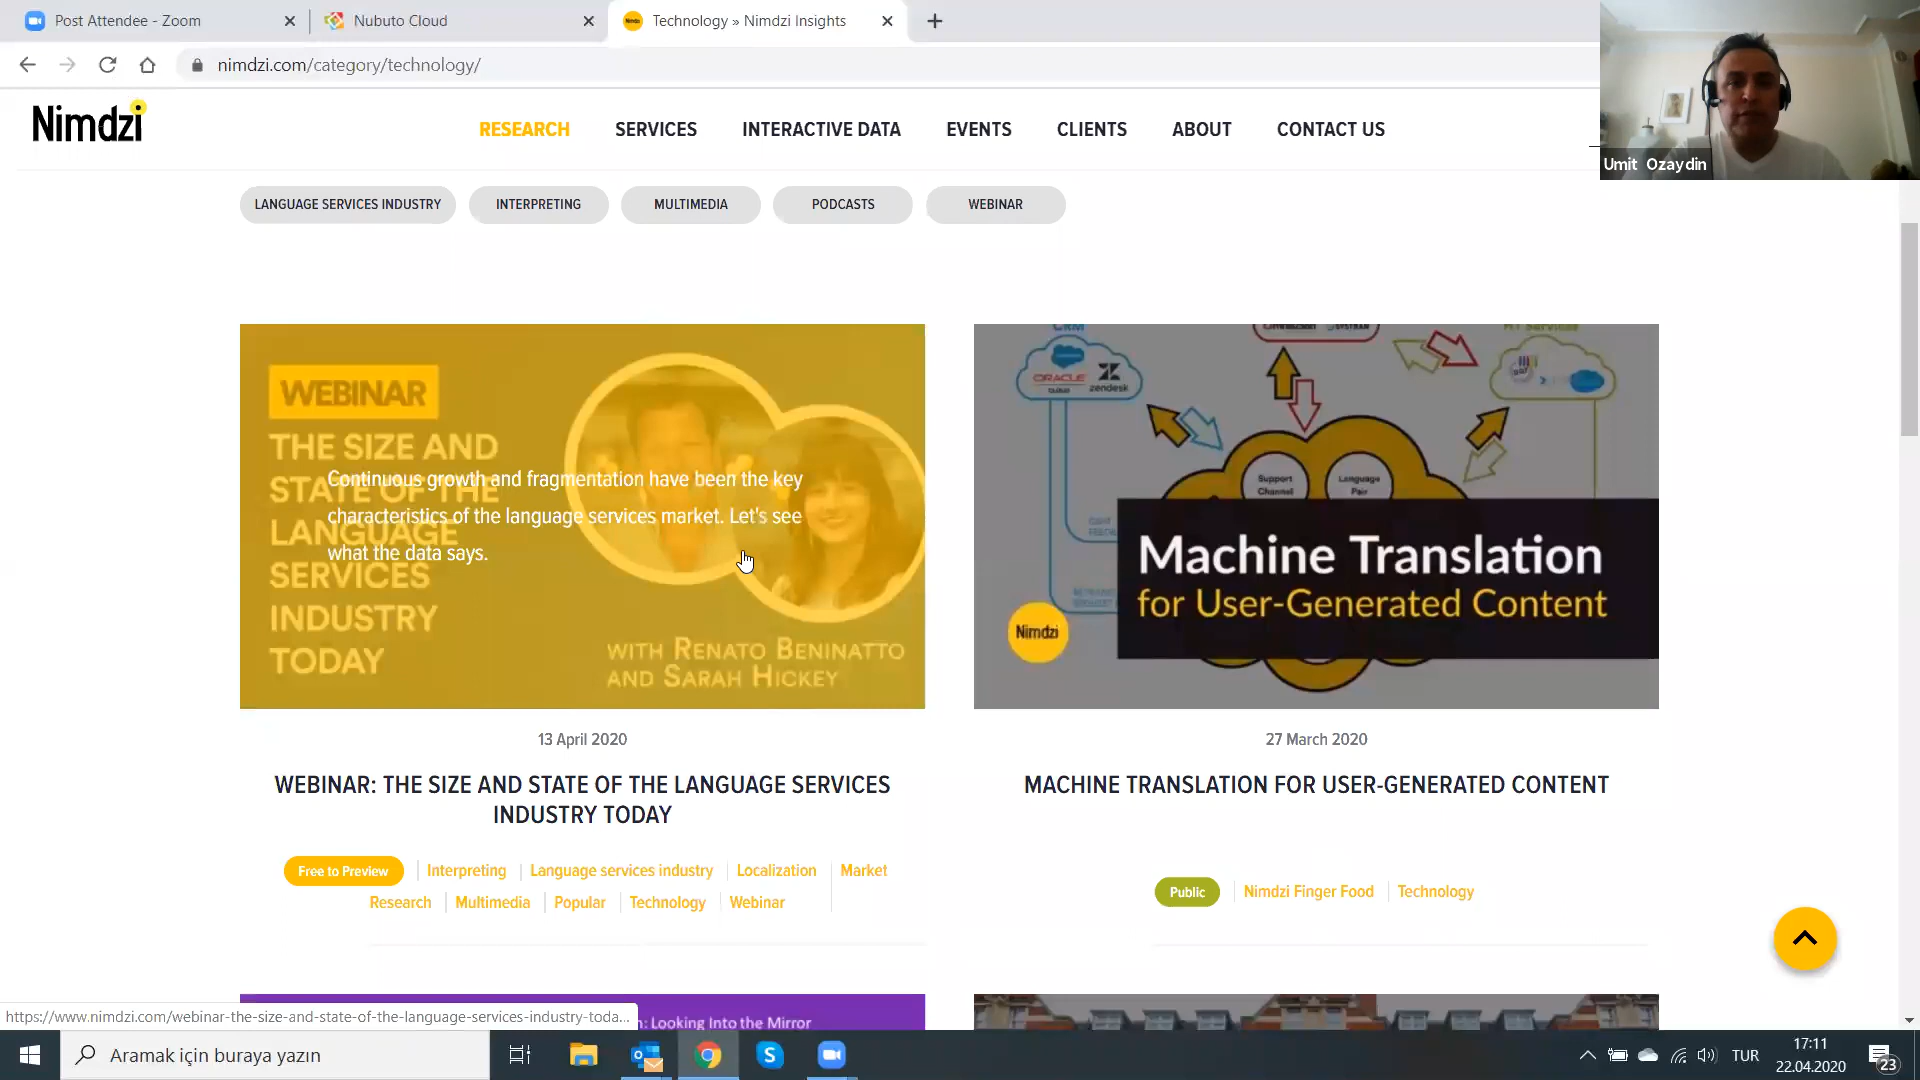 Post Attendee - Zoom
Nubuto Cloud
Technology » Nimdzi Insights
nimdzi.com/category/technology/
Umit Ozaydin
Nimdzi
RESEARCH
SERVICES
INTERACTIVE DATA
EVENTS
CLIENTS
ABOUT
CONTACT US
LANGUAGE SERVICES INDUSTRY
INTERPRETING
MULTIMEDIA
PODCASTS
WEBINAR
WEBINAR
THE SIZE AND
STATE OF THE
LANGUAGE
SERVICES
INDUSTRY
TODAY
Continuous growth and fragmentation have been the key
characteristics of the language services market. Let's see
what the data says.
WITH RENATO BENINATTO
AND SARAH HICKEY
CRM
ORACLE
zendesk
Support
Channel
Language
Pair
Machine Translation
for User-Generated Content
Nimdzi
13 April 2020
WEBINAR: THE SIZE AND STATE OF THE LANGUAGE SERVICES
INDUSTRY TODAY
Free to Preview
Interpreting
Language services industry
Localization
Market
Research
Multimedia
Popular
Technology
Webinar
27 March 2020
MACHINE TRANSLATION FOR USER-GENERATED CONTENT
Public
Nimdzi Finger Food
Technology
: Looking Into the Mirror
https://www.nimdzi.com/webinar-the-size-and-state-of-the-language-services-industry-toda...
Aramak için buraya yazın
TUR
17:11
22.04.2020
23